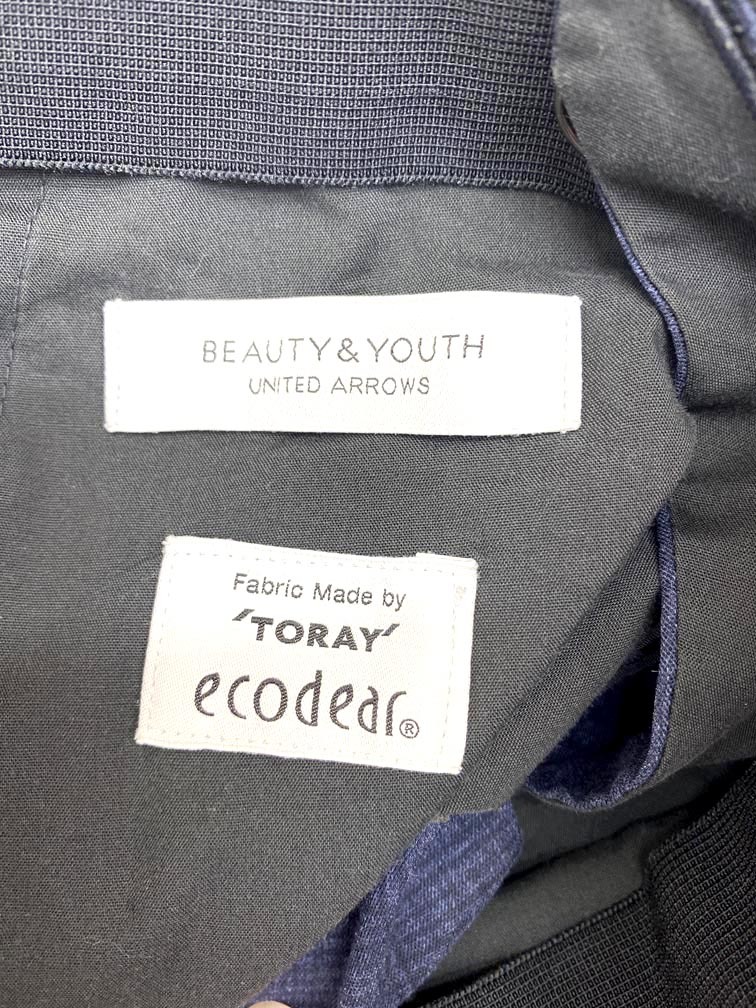 BEAUTY&YOUTH
UNITED ARROWS
Fabric Made by
'TORAY'
ecodear®